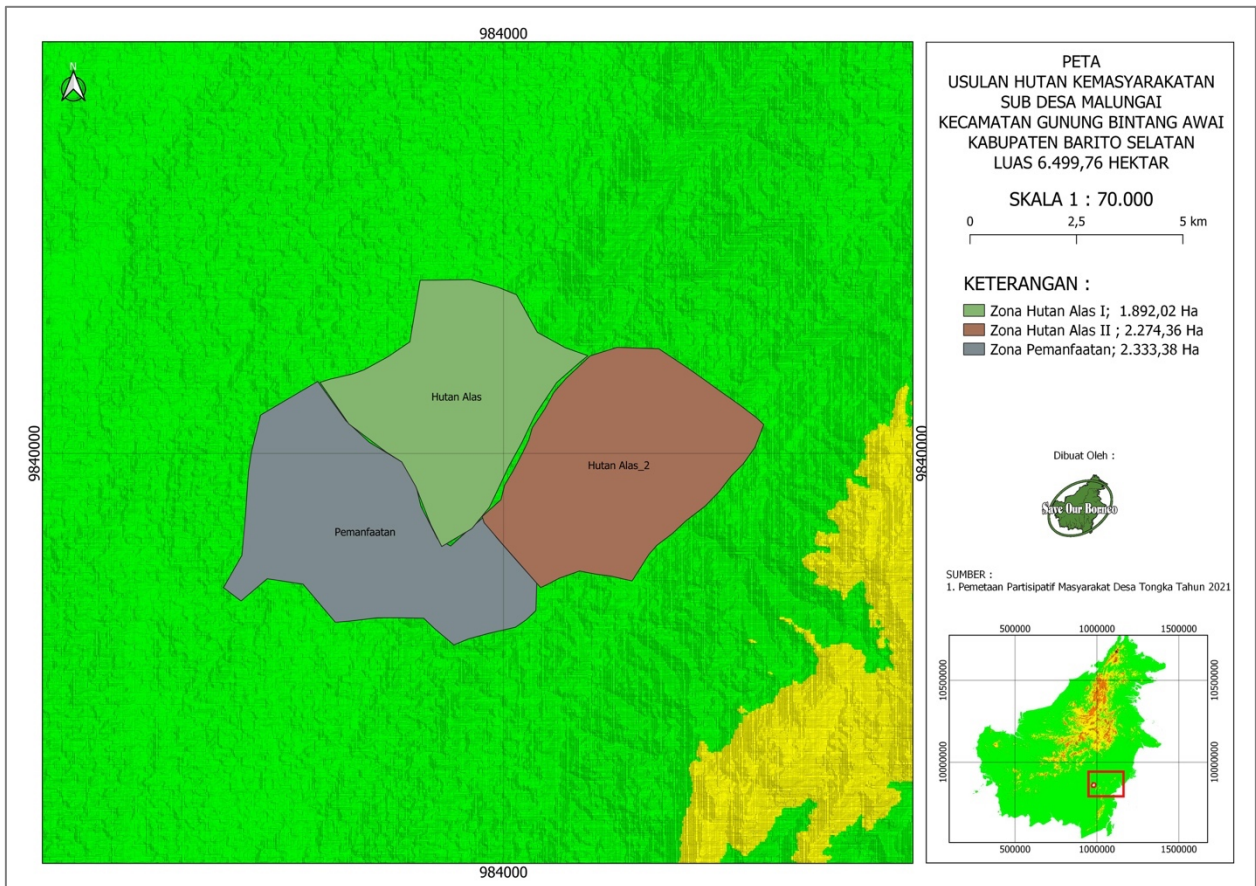 984000
N
9840000
Hutan Alas
Hutan Alas_2
Pemanfaatan
9840000
984000
PETA
USULAN HUTAN KEMASYARAKATAN
SUB DESA MALUNGAI
KECAMATAN GUNUNG BINTANG AWAI
KABUPATEN BARITO SELATAN
LUAS 6.499,76 HEKTAR
SKALA 1 : 70.000
0 2,5 5 km
KETERANGAN :
Zona Hutan Alas I; 1.892,02 Ha
Zona Hutan Alas II ; 2.274,36 Ha
Zona Pemanfaatan; 2.333,38 Ha
Dibuat Oleh :
Save Our Borneo
SUMBER :
1. Pemetaan Partisipatif Masyarakat Desa Tongka Tahun 2021
500000 1000000 1500000
10500000 10500000
10000000 10000000
500000 1000000 1500000